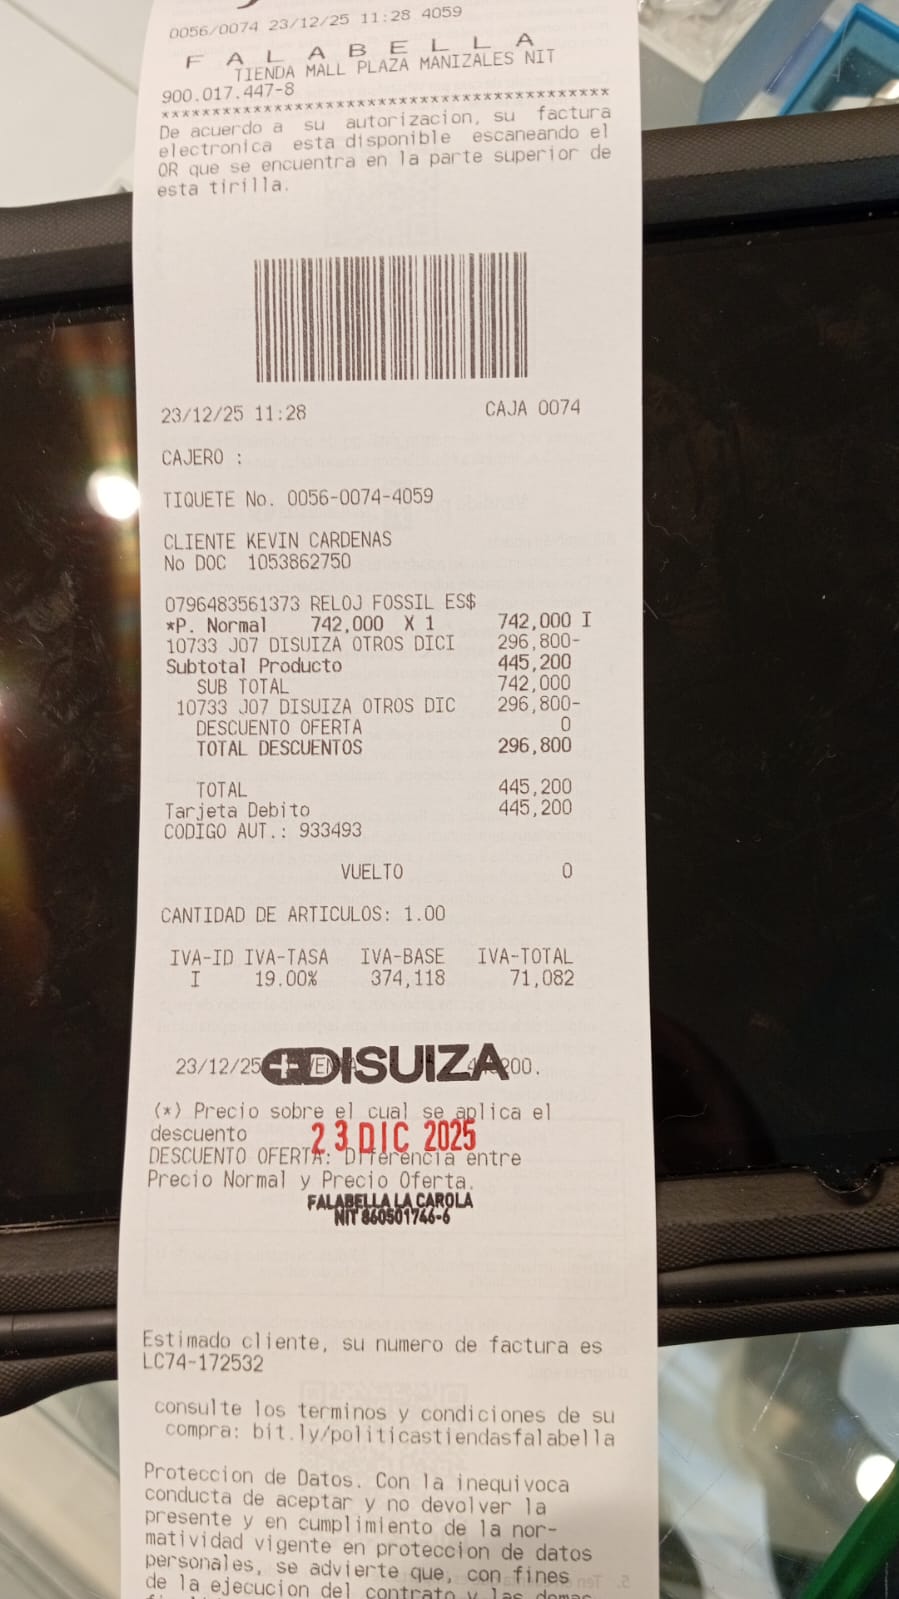 0056/0074 23/12/25 11:28 4059
F A L A B E L L A
TIENDA MALL PLAZA MANIZALES NIT
900.017.447-8
******************************************
De acuerdo a su autorizacion, su factura
electronica esta disponible escaneando el
QR que se encuentra en la parte superior de
esta tirilla.
23/12/25 11:28 CAJA 0074
CAJERO :
TIQUETE No. 0056-0074-4059
CLIENTE KEVIN CARDENAS
No DOC 1053862750
0796483561373 RELOJ FOSSIL ES$
*P. Normal 742,000 X 1 742,000 I
10733 J07 DISUIZA OTROS DICI 296,800-
Subtotal Producto 445,200
SUB TOTAL 742,000
10733 J07 DISUIZA OTROS DIC 296,800-
DESCUENTO OFERTA 0
TOTAL DESCUENTOS 296,800
TOTAL 445,200
Tarjeta Debito 445,200
CODIGO AUT.: 933493
VUELTO 0
CANTIDAD DE ARTICULOS: 1.00
IVA-ID IVA-TASA IVA-BASE IVA-TOTAL
I 19.00% 374,118 71,082
23/12/25 DISUIZA 200.
(*) Precio sobre el cual se aplica el
descuento
23 DIC 2025
DESCUENTO OFERTA: Diferencia entre
Precio Normal y Precio Oferta.
FALABELLA LA CAROLA
NIT 860501746-6
Estimado cliente, su numero de factura es
LC74-172532
consulte los terminos y condiciones de su
compra: bit.ly/politicastiendasfalabella
Proteccion de Datos. Con la inequivoca
conducta de aceptar y no devolver la
presente y en cumplimiento de la nor-
matividad vigente en proteccion de datos
personales, se advierte que, con fines
de la ejecucion del contrato y las demas